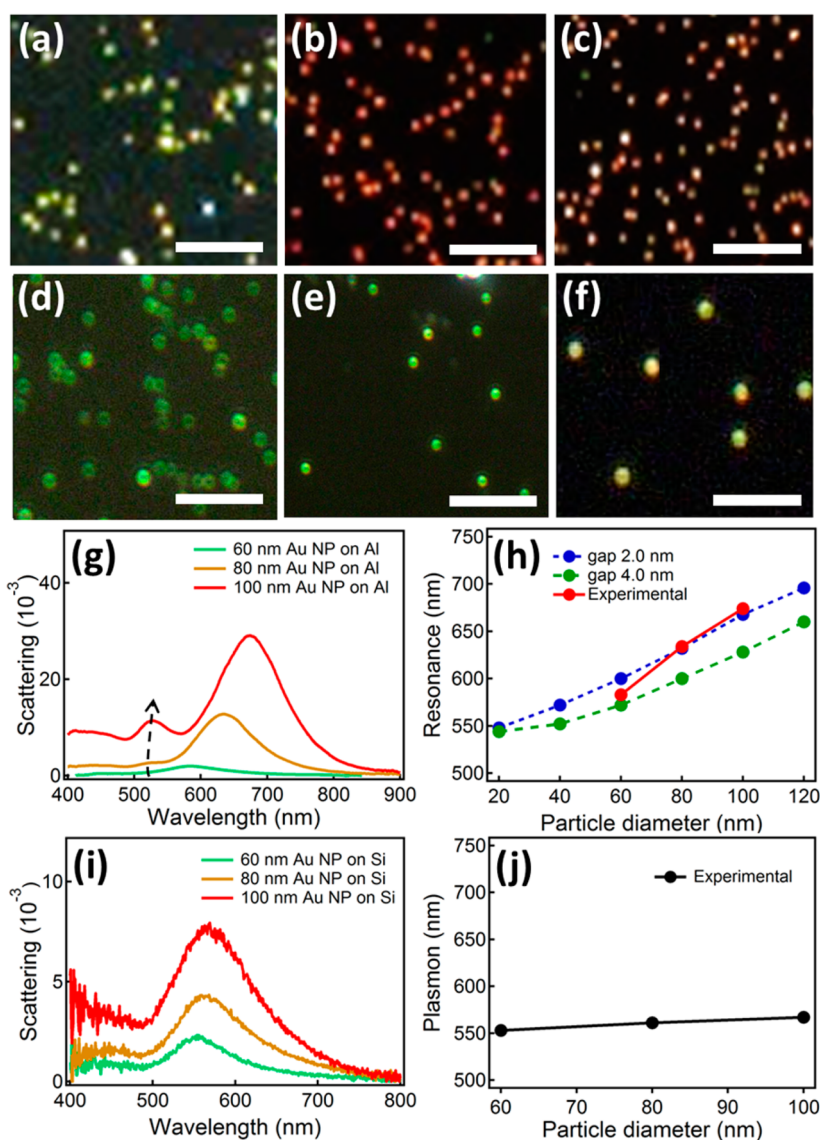 (a) (b) (c)
(d) (e) (f)
(g)
60 nm Au NP on Al
80 nm Au NP on Al
100 nm Au NP on Al
Scattering (10⁻³)
40
20
0
400 500 600 700 800 900
Wavelength (nm)
(h)
gap 2.0 nm
gap 4.0 nm
Experimental
Resonance (nm)
750
700
650
600
550
500
20 40 60 80 100 120
Particle diameter (nm)
(i)
60 nm Au NP on Si
80 nm Au NP on Si
100 nm Au NP on Si
Scattering (10⁻³)
10
5
0
400 500 600 700 800
Wavelength (nm)
(j)
Experimental
Plasmon (nm)
750
700
650
600
550
500
60 70 80 90 100
Particle diameter (nm)